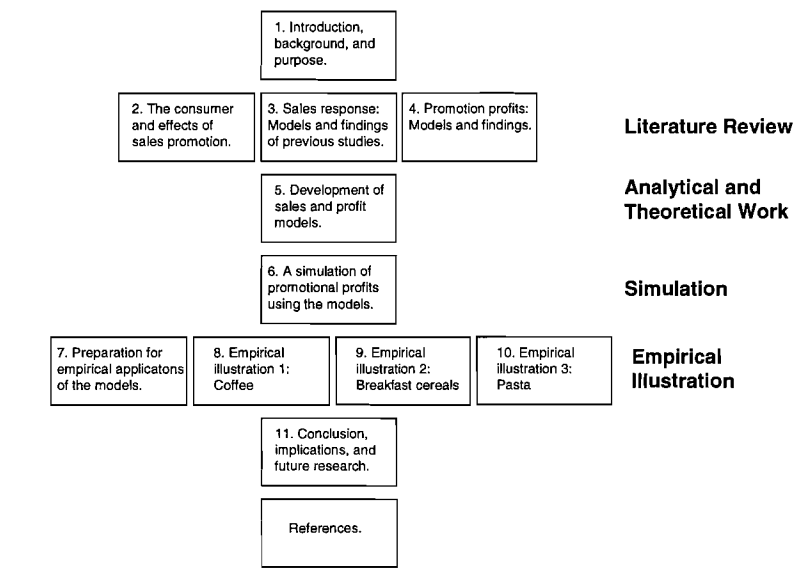 1. Introduction,
background, and
purpose.
2. The consumer
and effects of
sales promotion.
3. Sales response:
Models and findings
of previous studies.
4. Promotion profits:
Models and findings.
Literature Review
5. Development of
sales and profit
models.
Analytical and
Theoretical Work
6. A simulation of
promotional profits
using the models.
Simulation
7. Preparation for
empirical applicatons
of the models.
8. Empirical
illustration 1:
Coffee
9. Empirical
illustration 2:
Breakfast cereals
10. Empirical
illustration 3:
Pasta
Empirical
Illustration
11. Conclusion,
implications, and
future research.
References.